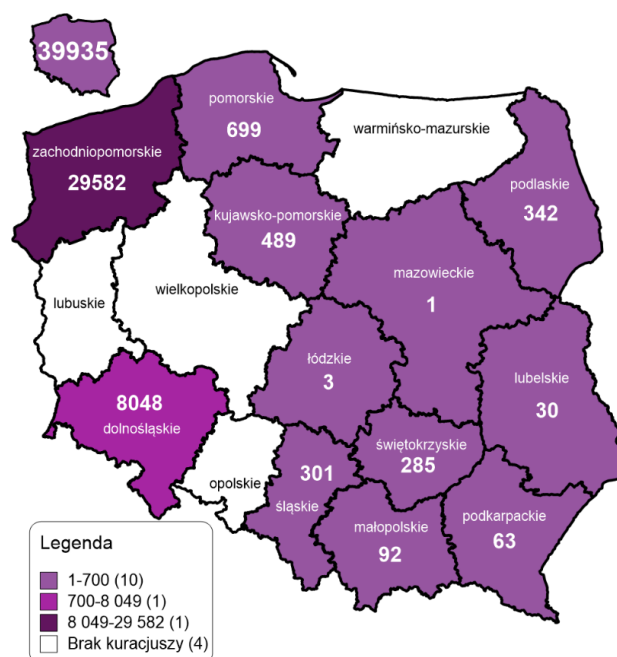 39935
pomorskie
699
warmińsko-mazurskie
zachodniopomorskie
29582
podlaskie
342
kujawsko-pomorskie
489
mazowieckie
1
wielkopolskie
lubuskie
łódzkie
3
lubelskie
30
8048
dolnośląskie
świętokrzyskie
285
301
śląskie
opolskie
małopolskie
92
podkarpackie
63
Legenda
1-700 (10)
700-8 049 (1)
8 049-29 582 (1)
Brak kuracjuszy (4)